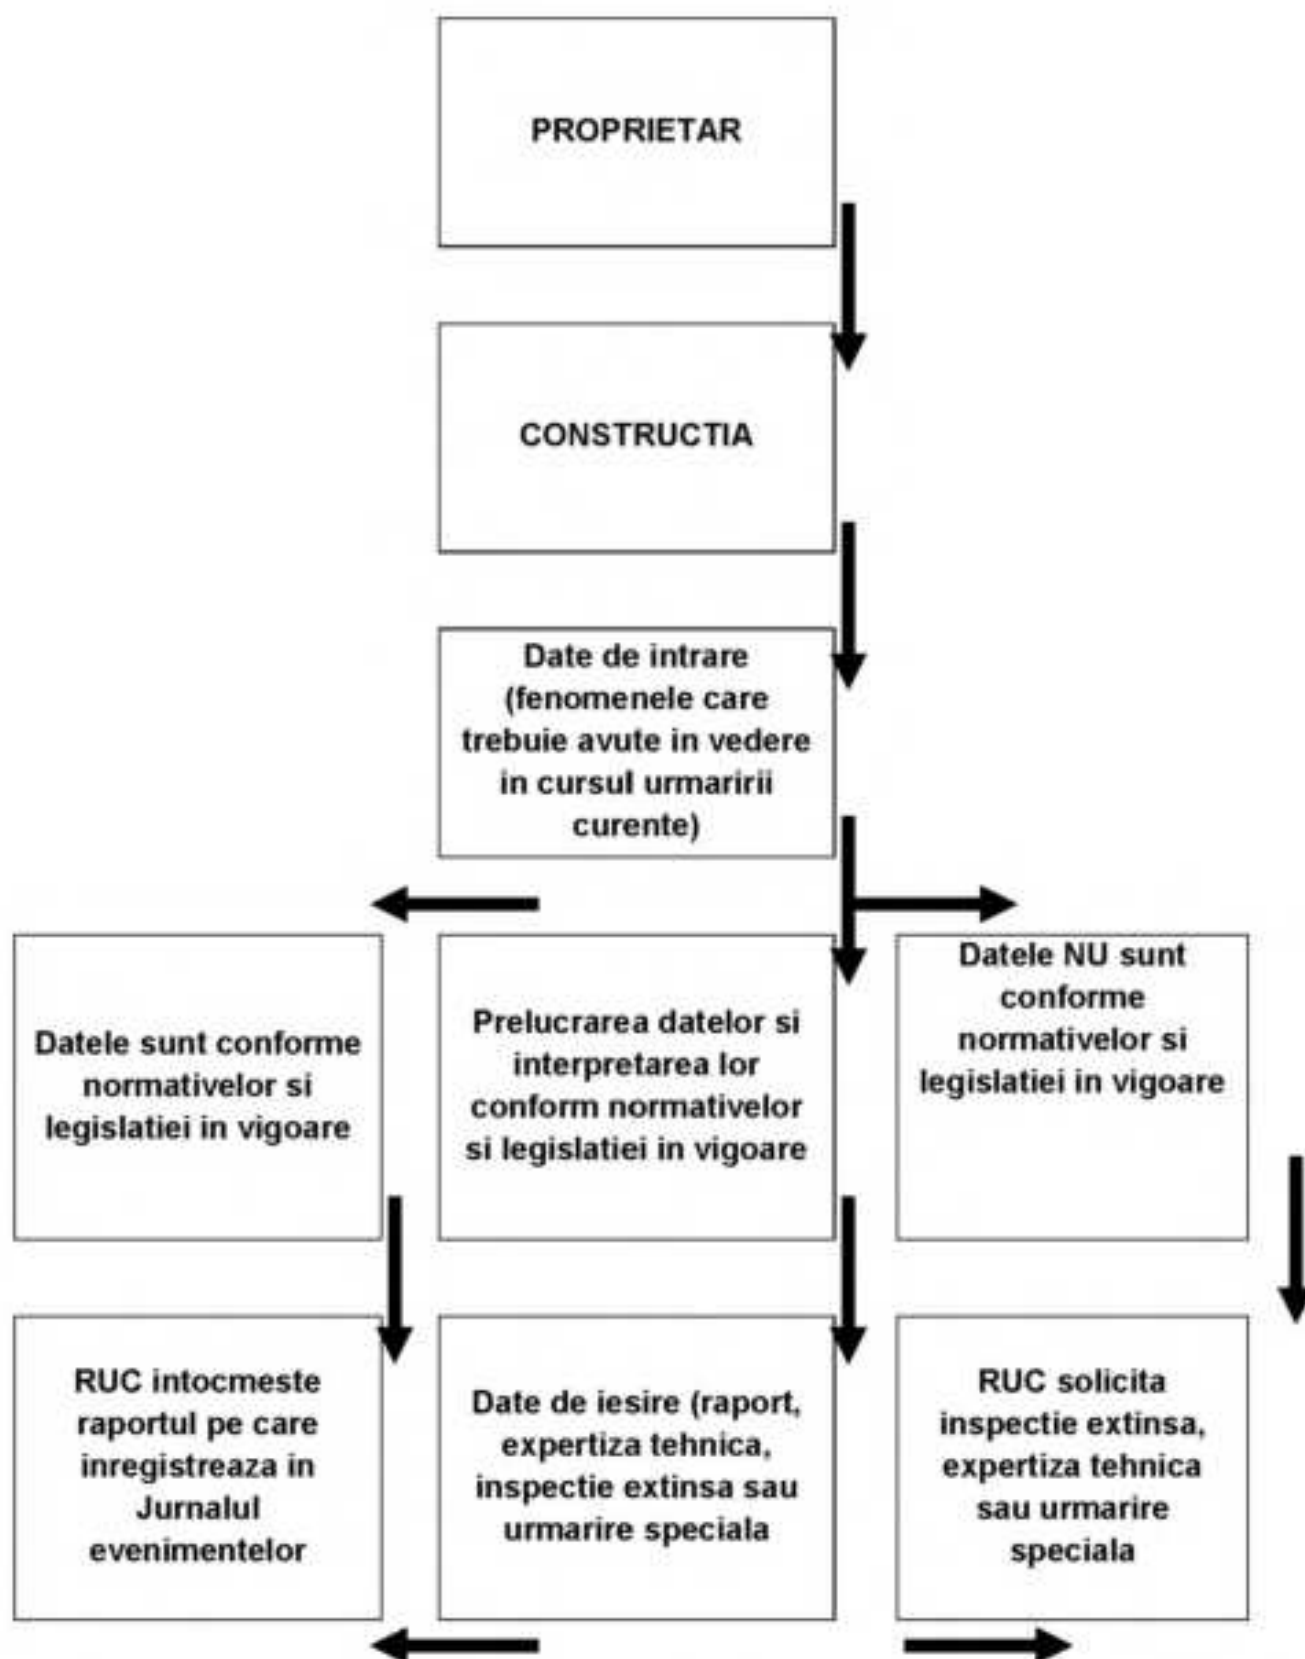 PROPRIETAR
CONSTRUCTIA
Date de intrare
(fenomenele care
trebuie avute in vedere
in cursul urmaririi
curente)
Datele sunt conforme
normativelor si
legislatiei in vigoare
Prelucrarea datelor si
interpretarea lor
conform normativelor
si legislatiei in vigoare
Datele NU sunt
conforme
normativelor si
legislatiei in vigoare
RUC intocmeste
raportul pe care
inregistreaza in
Jurnalul
evenimentelor
Date de iesire (raport,
expertiza tehnica,
inspectie extinsa sau
urmarire speciala
RUC solicita
inspectie extinsa,
expertiza tehnica
sau urmarire
speciala